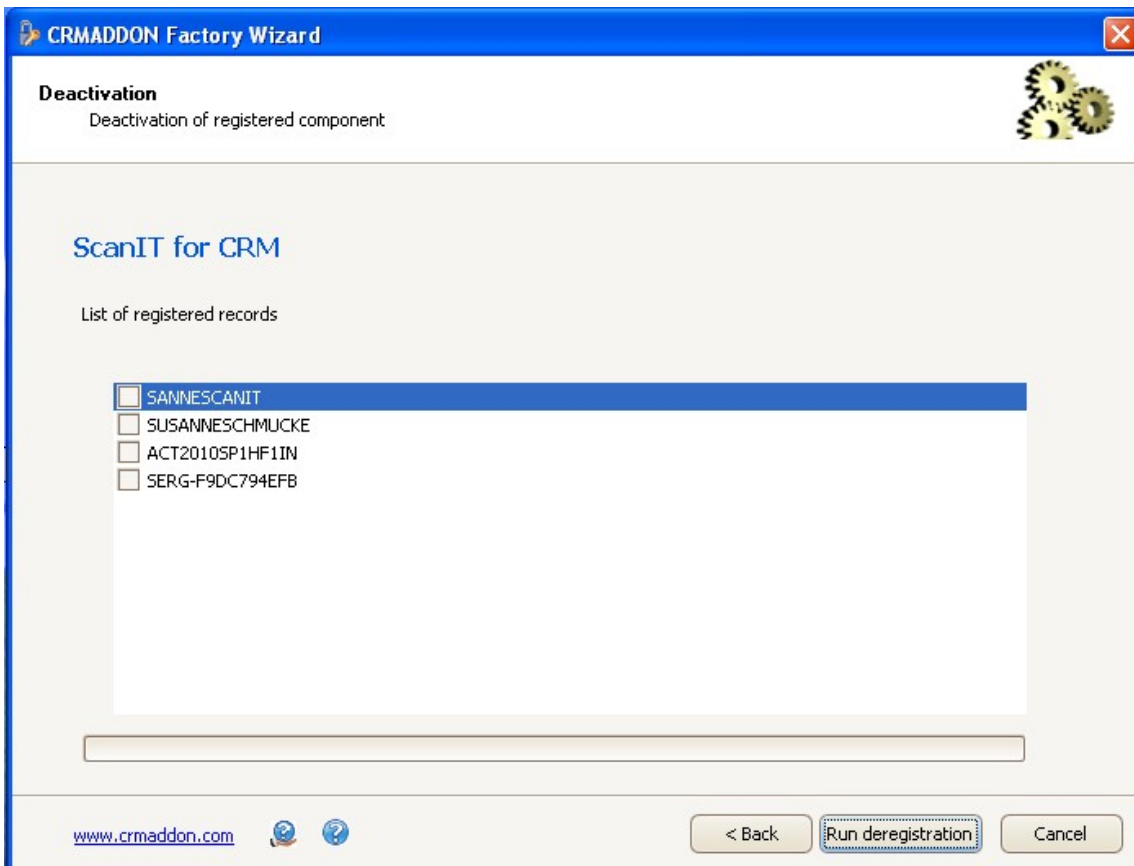 CRMADDON Factory Wizard
Deactivation
Deactivation of registered component
ScanIT for CRM
List of registered records
SANNESCANIT
SUSANNESCHMUCKE
ACT2010SP1HF1IN
SERG-F9DC794EFB
www.crmaddon.com
< Back
Run deregistration
Cancel